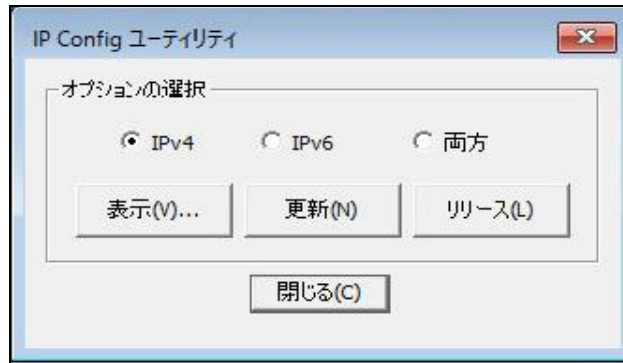 IP Config ユーティリティ
オプションの選択
IPv4 IPv6 両方
表示(V)... 更新(N) リリース(L)
閉じる(C)